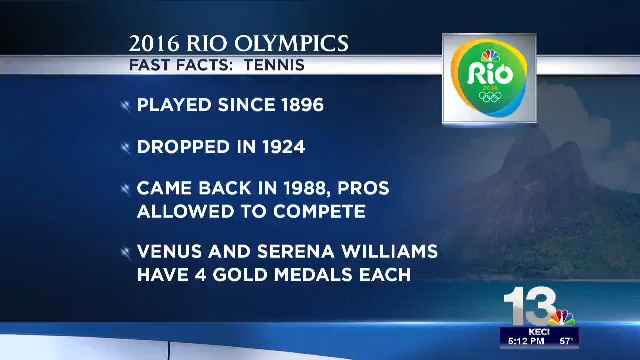 2016 RIO OLYMPICS
FAST FACTS: TENNIS
Rio
2016
PLAYED SINCE 1896
DROPPED IN 1924
CAME BACK IN 1988, PROS
ALLOWED TO COMPETE
VENUS AND SERENA WILLIAMS
HAVE 4 GOLD MEDALS EACH
13
KECI
5:12 PM 57°